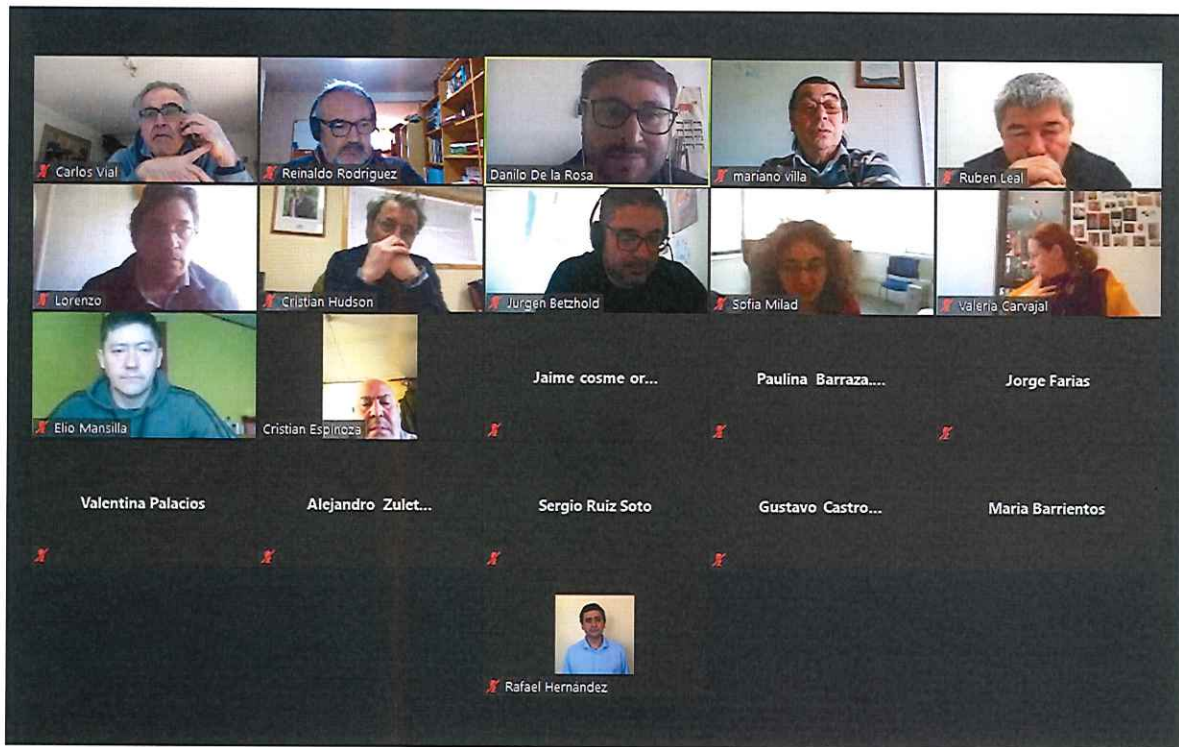 Carlos Vial
Reinaldo Rodriguez
Danilo De la Rosa
mariano villa
Ruben Leal
Lorenzo
Cristian Hudson
Jurgen Betzhold
Sofia Milad
Valeria Carvajal
Elio Mansilla
Cristian Espinoza
Jaime cosme or...
Paulina Barraza....
Jorge Farias
Valentina Palacios
Alejandro Zulet...
Sergio Ruiz Soto
Gustavo Castro...
Maria Barrientos
Rafael Hernández